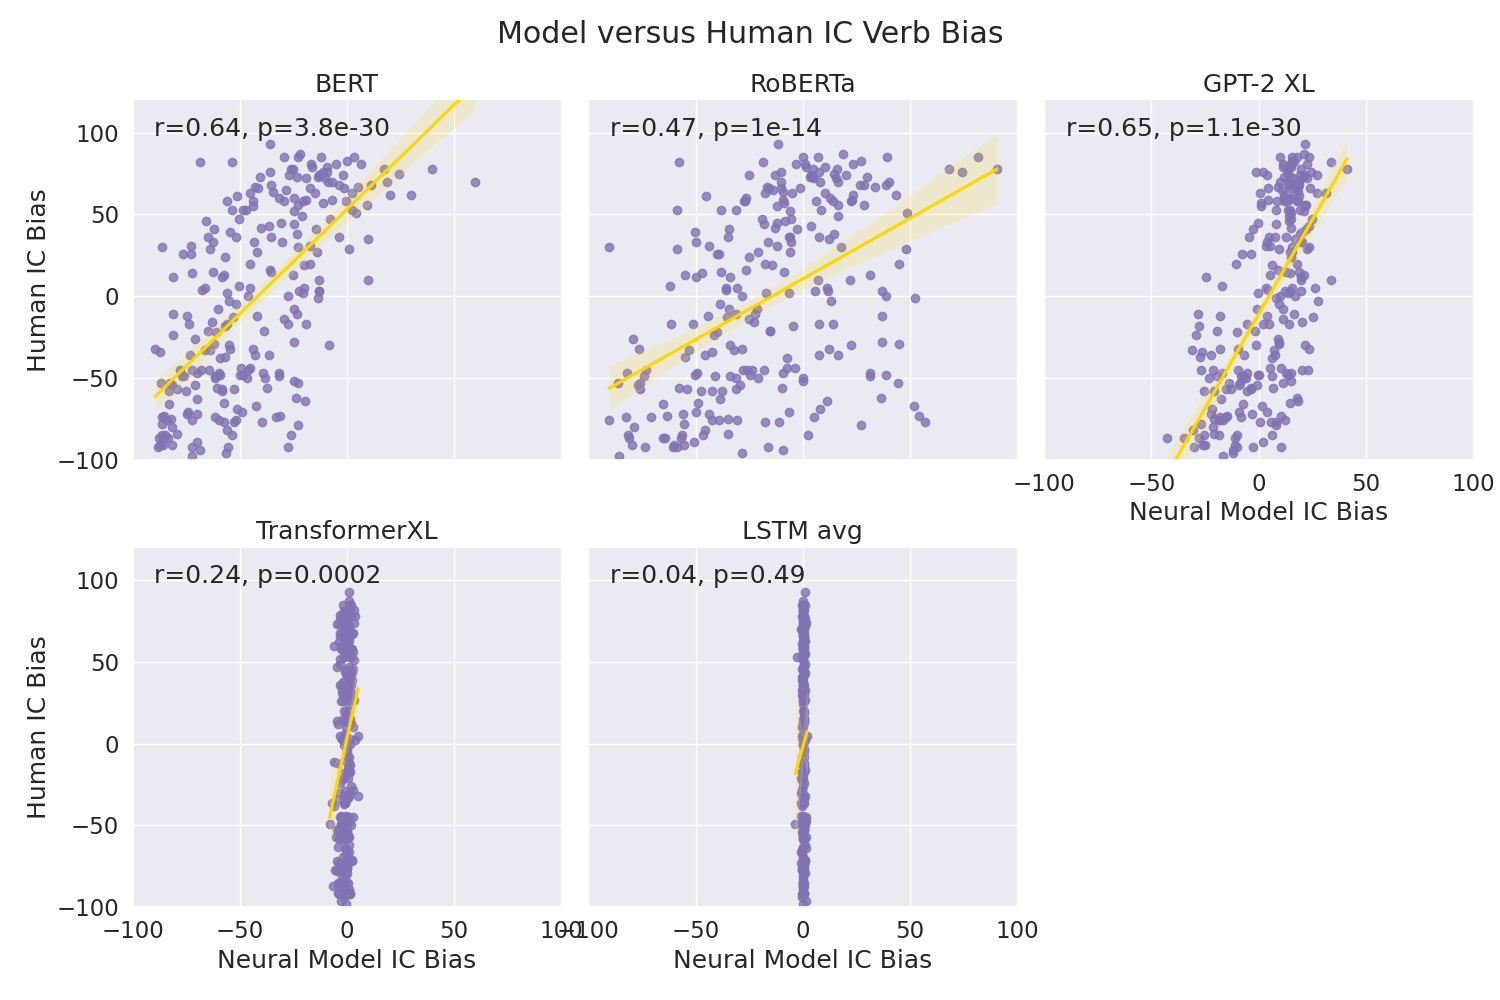 Model versus Human IC Verb Bias
BERT
RoBERTa
GPT-2 XL
r=0.64, p=3.8e-30
r=0.47, p=1e-14
r=0.65, p=1.1e-30
Human IC Bias
100
50
0
−50
−100
−100
−50
0
50
100
Neural Model IC Bias
TransformerXL
LSTM avg
r=0.24, p=0.0002
r=0.04, p=0.49
Human IC Bias
100
50
0
−50
−100
−100
−50
0
50
100
−100
−50
0
50
100
Neural Model IC Bias
Neural Model IC Bias